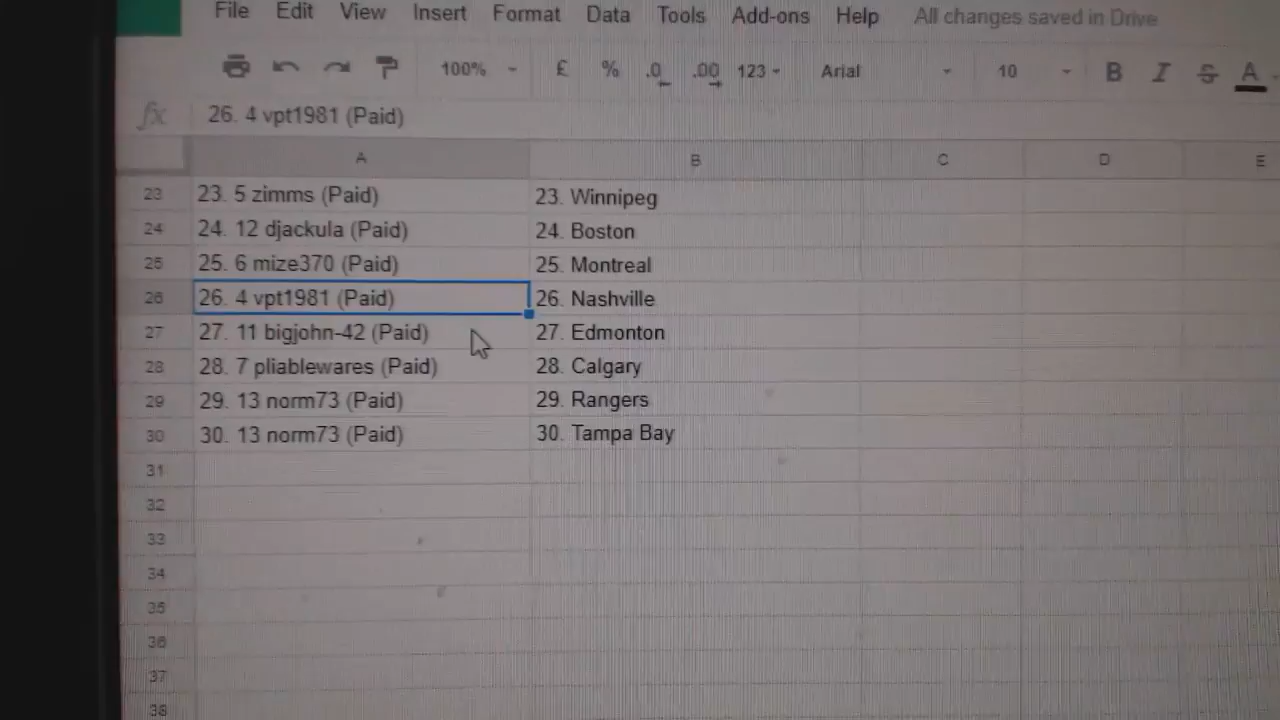 File Edit View Insert Format Data Tools Add-ons Help All changes saved in Drive
100% £ % .0 .00 123 Arial 10 B I S A
fx 26. 4 vpt1981 (Paid)
A B C D E
23 23. 5 zimms (Paid) 23. Winnipeg
24 24. 12 djackula (Paid) 24. Boston
25 25. 6 mize370 (Paid) 25. Montreal
26 26. 4 vpt1981 (Paid) 26. Nashville
27 27. 11 bigjohn-42 (Paid) 27. Edmonton
28 28. 7 pliablewares (Paid) 28. Calgary
29 29. 13 norm73 (Paid) 29. Rangers
30 30. 13 norm73 (Paid) 30. Tampa Bay
31
32
33
34
35
36
37
38